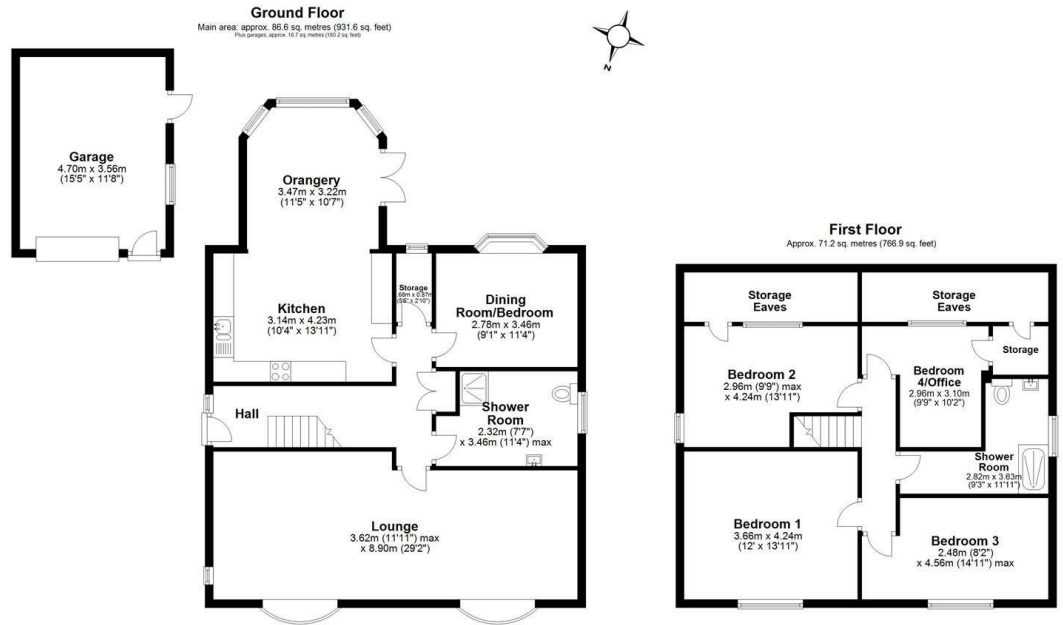 Ground Floor
Main area: approx. 86.6 sq. metres (931.6 sq. feet)
Plus garages, approx. 16.7 sq. metres (180.2 sq. feet)
N
Garage
4.70m x 3.56m
(15'5" x 11'8")
Orangery
3.47m x 3.22m
(11'5" x 10'7")
Kitchen
3.14m x 4.23m
(10'4" x 13'11")
Storage
.68m x 0.87m
(5'6" x 2'10")
Dining
Room/Bedroom
2.78m x 3.46m
(9'1" x 11'4")
Hall
Shower
Room
2.32m (7'7")
x 3.46m (11'4") max
Lounge
3.62m (11'11") max
x 8.90m (29'2")
First Floor
Approx. 71.2 sq. metres (766.9 sq. feet)
Storage
Eaves
Storage
Eaves
Storage
Bedroom 2
2.96m (9'9") max
x 4.24m (13'11")
Bedroom
4/Office
2.96m x 3.10m
(9'9" x 10'2")
Shower
Room
2.82m x 3.63m
(9'3" x 11'11")
Bedroom 1
3.66m x 4.24m
(12' x 13'11")
Bedroom 3
2.48m (8'2")
x 4.56m (14'11") max